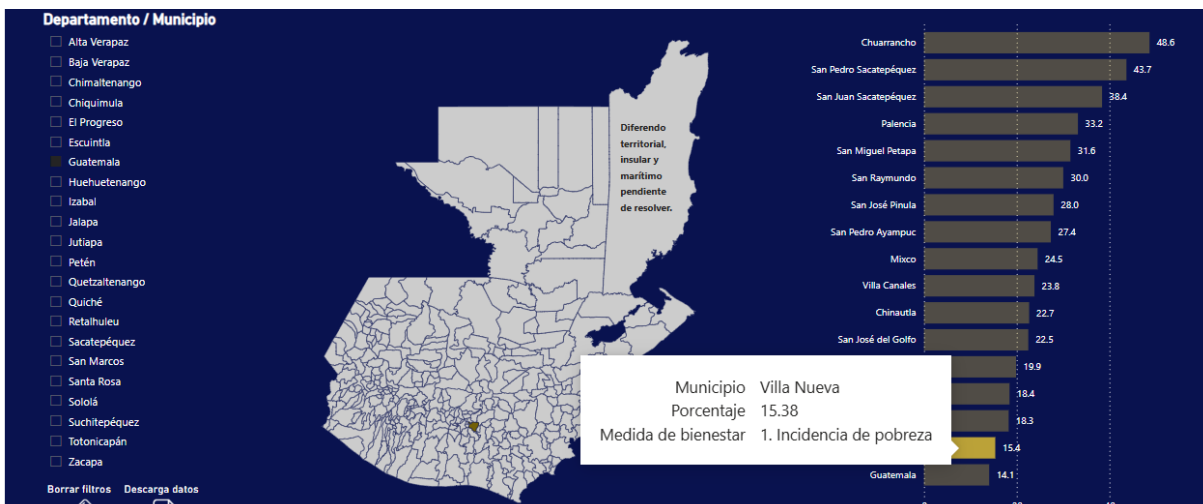 Departamento / Municipio
Alta Verapaz
Baja Verapaz
Chimaltenango
Chiquimula
El Progreso
Escuintla
Guatemala
Huehuetenango
Izabal
Jalapa
Jutiapa
Petén
Quetzaltenango
Quiché
Retalhuleu
Sacatepéquez
San Marcos
Santa Rosa
Sololá
Suchitepéquez
Totonicapán
Zacapa
Borrar filtros Descarga datos
Diferendo
territorial,
insular y
marítimo
pendiente
de resolver.
Chuarrancho 48.6
San Pedro Sacatepéquez 43.7
San Juan Sacatepéquez 38.4
Palencia 33.2
San Miguel Petapa 31.6
San Raymundo 30.0
San José Pinula 28.0
San Pedro Ayampuc 27.4
Mixco 24.5
Villa Canales 23.8
Chinautla 22.7
San José del Golfo 22.5
19.9
18.4
18.3
15.4
Guatemala 14.1
Municipio Villa Nueva
Porcentaje 15.38
Medida de bienestar 1. Incidencia de pobreza